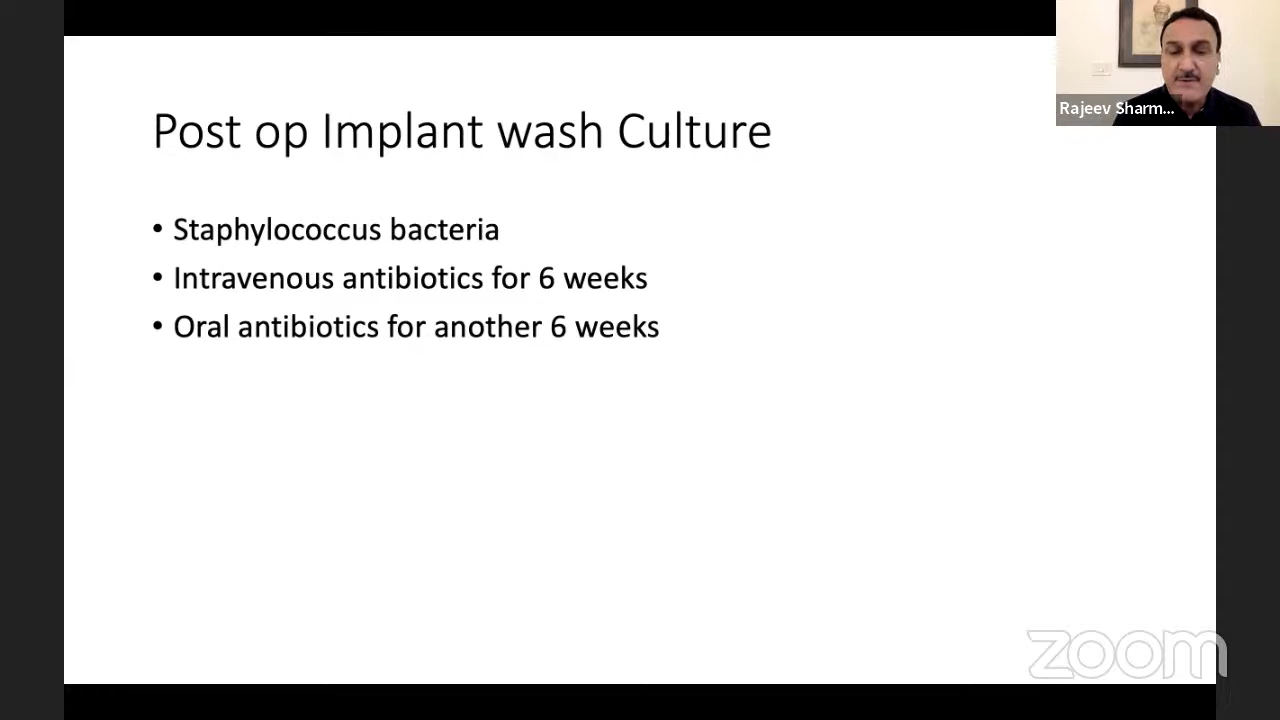 Rajeev Sharm...
Post op Implant wash Culture
• Staphylococcus bacteria
• Intravenous antibiotics for 6 weeks
• Oral antibiotics for another 6 weeks
zoom